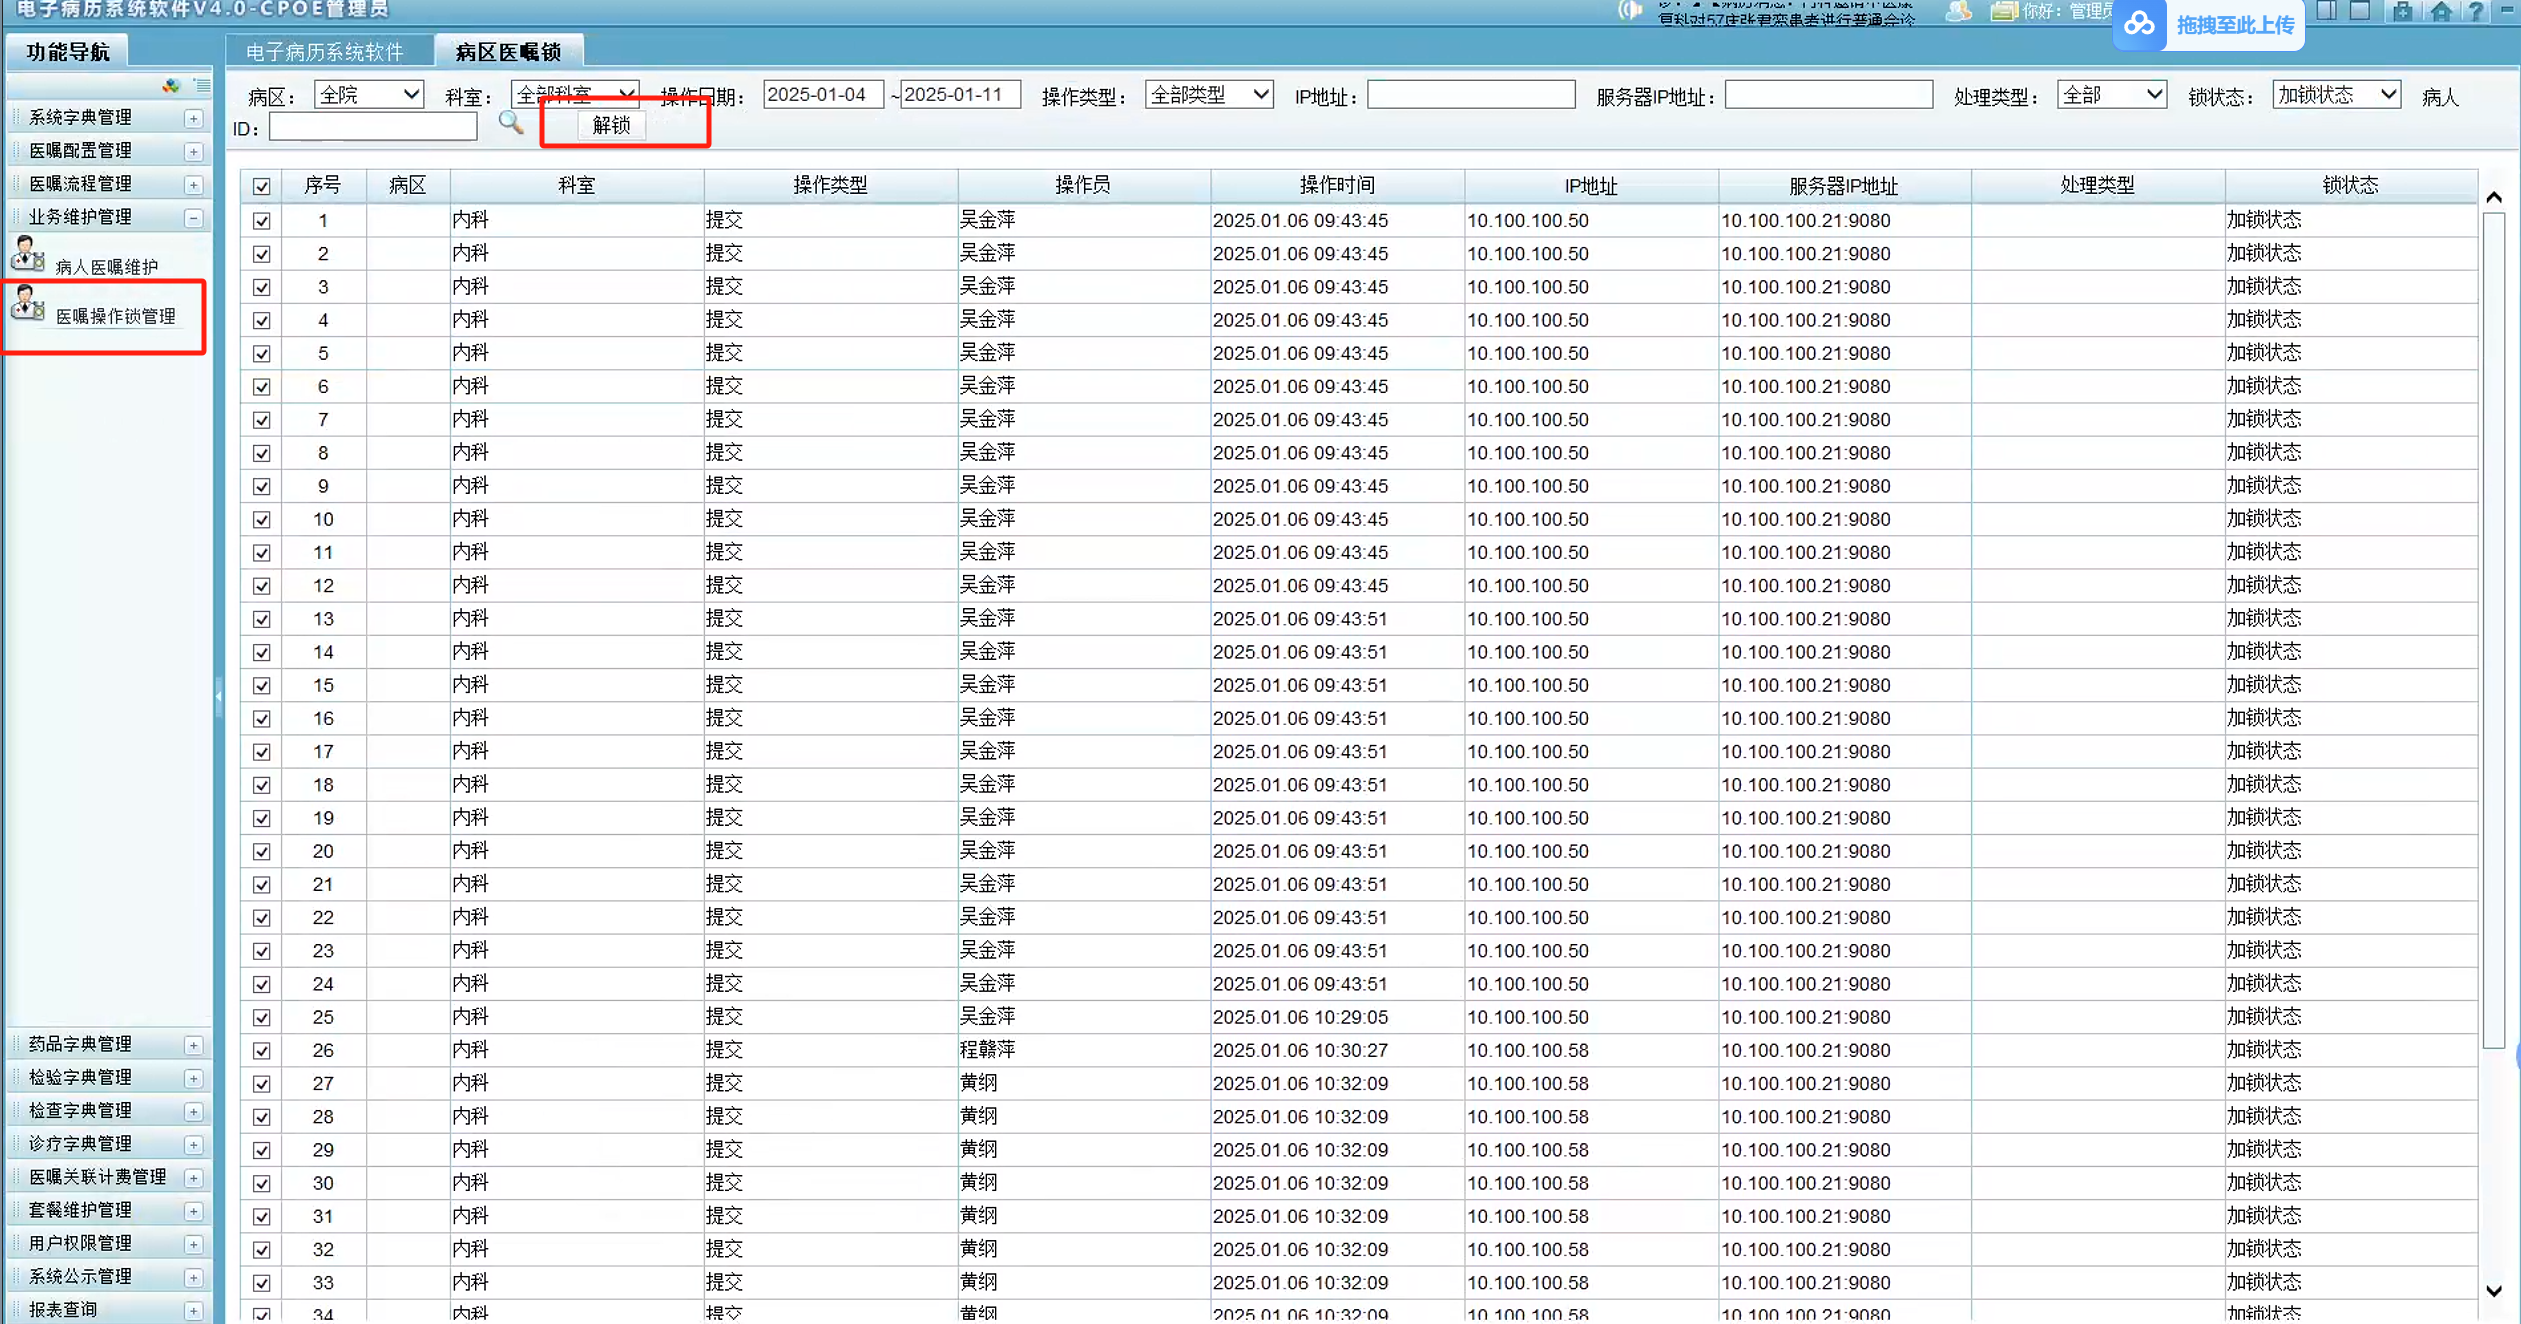 电子病历系统软件V4.0-CPOE管理员
复科对57床张君蓉患者进行普通会诊
你好：管理员
拖拽至此上传
功能导航
电子病历系统软件
病区医嘱锁
病区： 全院 科室： 全部科室 操作日期： 2025-01-04 ~ 2025-01-11 操作类型： 全部类型 IP地址： 服务器IP地址： 处理类型： 全部 锁状态： 加锁状态 病人
ID： 解锁
系统字典管理
医嘱配置管理
医嘱流程管理
业务维护管理
病人医嘱维护
医嘱操作锁管理
药品字典管理
检验字典管理
检查字典管理
诊疗字典管理
医嘱关联计费管理
套餐维护管理
用户权限管理
系统公示管理
报表查询
序号 病区 科室 操作类型 操作员 操作时间 IP地址 服务器IP地址 处理类型 锁状态
1 内科 提交 吴金萍 2025.01.06 09:43:45 10.100.100.50 10.100.100.21:9080 加锁状态
2 内科 提交 吴金萍 2025.01.06 09:43:45 10.100.100.50 10.100.100.21:9080 加锁状态
3 内科 提交 吴金萍 2025.01.06 09:43:45 10.100.100.50 10.100.100.21:9080 加锁状态
4 内科 提交 吴金萍 2025.01.06 09:43:45 10.100.100.50 10.100.100.21:9080 加锁状态
5 内科 提交 吴金萍 2025.01.06 09:43:45 10.100.100.50 10.100.100.21:9080 加锁状态
6 内科 提交 吴金萍 2025.01.06 09:43:45 10.100.100.50 10.100.100.21:9080 加锁状态
7 内科 提交 吴金萍 2025.01.06 09:43:45 10.100.100.50 10.100.100.21:9080 加锁状态
8 内科 提交 吴金萍 2025.01.06 09:43:45 10.100.100.50 10.100.100.21:9080 加锁状态
9 内科 提交 吴金萍 2025.01.06 09:43:45 10.100.100.50 10.100.100.21:9080 加锁状态
10 内科 提交 吴金萍 2025.01.06 09:43:45 10.100.100.50 10.100.100.21:9080 加锁状态
11 内科 提交 吴金萍 2025.01.06 09:43:45 10.100.100.50 10.100.100.21:9080 加锁状态
12 内科 提交 吴金萍 2025.01.06 09:43:45 10.100.100.50 10.100.100.21:9080 加锁状态
13 内科 提交 吴金萍 2025.01.06 09:43:51 10.100.100.50 10.100.100.21:9080 加锁状态
14 内科 提交 吴金萍 2025.01.06 09:43:51 10.100.100.50 10.100.100.21:9080 加锁状态
15 内科 提交 吴金萍 2025.01.06 09:43:51 10.100.100.50 10.100.100.21:9080 加锁状态
16 内科 提交 吴金萍 2025.01.06 09:43:51 10.100.100.50 10.100.100.21:9080 加锁状态
17 内科 提交 吴金萍 2025.01.06 09:43:51 10.100.100.50 10.100.100.21:9080 加锁状态
18 内科 提交 吴金萍 2025.01.06 09:43:51 10.100.100.50 10.100.100.21:9080 加锁状态
19 内科 提交 吴金萍 2025.01.06 09:43:51 10.100.100.50 10.100.100.21:9080 加锁状态
20 内科 提交 吴金萍 2025.01.06 09:43:51 10.100.100.50 10.100.100.21:9080 加锁状态
21 内科 提交 吴金萍 2025.01.06 09:43:51 10.100.100.50 10.100.100.21:9080 加锁状态
22 内科 提交 吴金萍 2025.01.06 09:43:51 10.100.100.50 10.100.100.21:9080 加锁状态
23 内科 提交 吴金萍 2025.01.06 09:43:51 10.100.100.50 10.100.100.21:9080 加锁状态
24 内科 提交 吴金萍 2025.01.06 09:43:51 10.100.100.50 10.100.100.21:9080 加锁状态
25 内科 提交 吴金萍 2025.01.06 10:29:05 10.100.100.50 10.100.100.21:9080 加锁状态
26 内科 提交 程赣萍 2025.01.06 10:30:27 10.100.100.58 10.100.100.21:9080 加锁状态
27 内科 提交 黄纲 2025.01.06 10:32:09 10.100.100.58 10.100.100.21:9080 加锁状态
28 内科 提交 黄纲 2025.01.06 10:32:09 10.100.100.58 10.100.100.21:9080 加锁状态
29 内科 提交 黄纲 2025.01.06 10:32:09 10.100.100.58 10.100.100.21:9080 加锁状态
30 内科 提交 黄纲 2025.01.06 10:32:09 10.100.100.58 10.100.100.21:9080 加锁状态
31 内科 提交 黄纲 2025.01.06 10:32:09 10.100.100.58 10.100.100.21:9080 加锁状态
32 内科 提交 黄纲 2025.01.06 10:32:09 10.100.100.58 10.100.100.21:9080 加锁状态
33 内科 提交 黄纲 2025.01.06 10:32:09 10.100.100.58 10.100.100.21:9080 加锁状态
34 内科 提交 黄纲 2025.01.06 10:32:09 10.100.100.58 10.100.100.21:9080 加锁状态